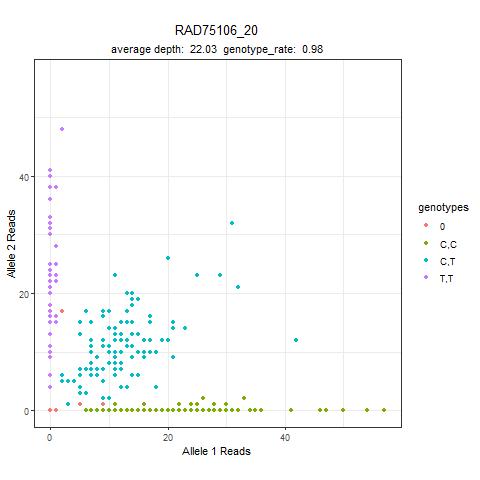 RAD75106_20
average depth: 22.03 genotype_rate: 0.98
Allele 2 Reads
40
20
0
0
20
40
Allele 1 Reads
genotypes
0
C,C
C,T
T,T